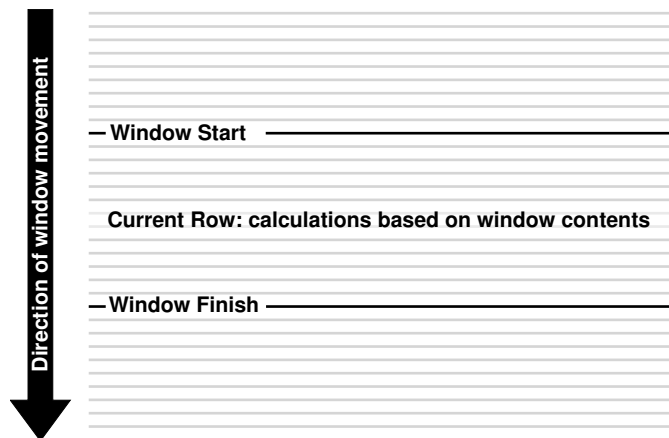 Direction of window movement
Window Start
Current Row: calculations based on window contents
Window Finish